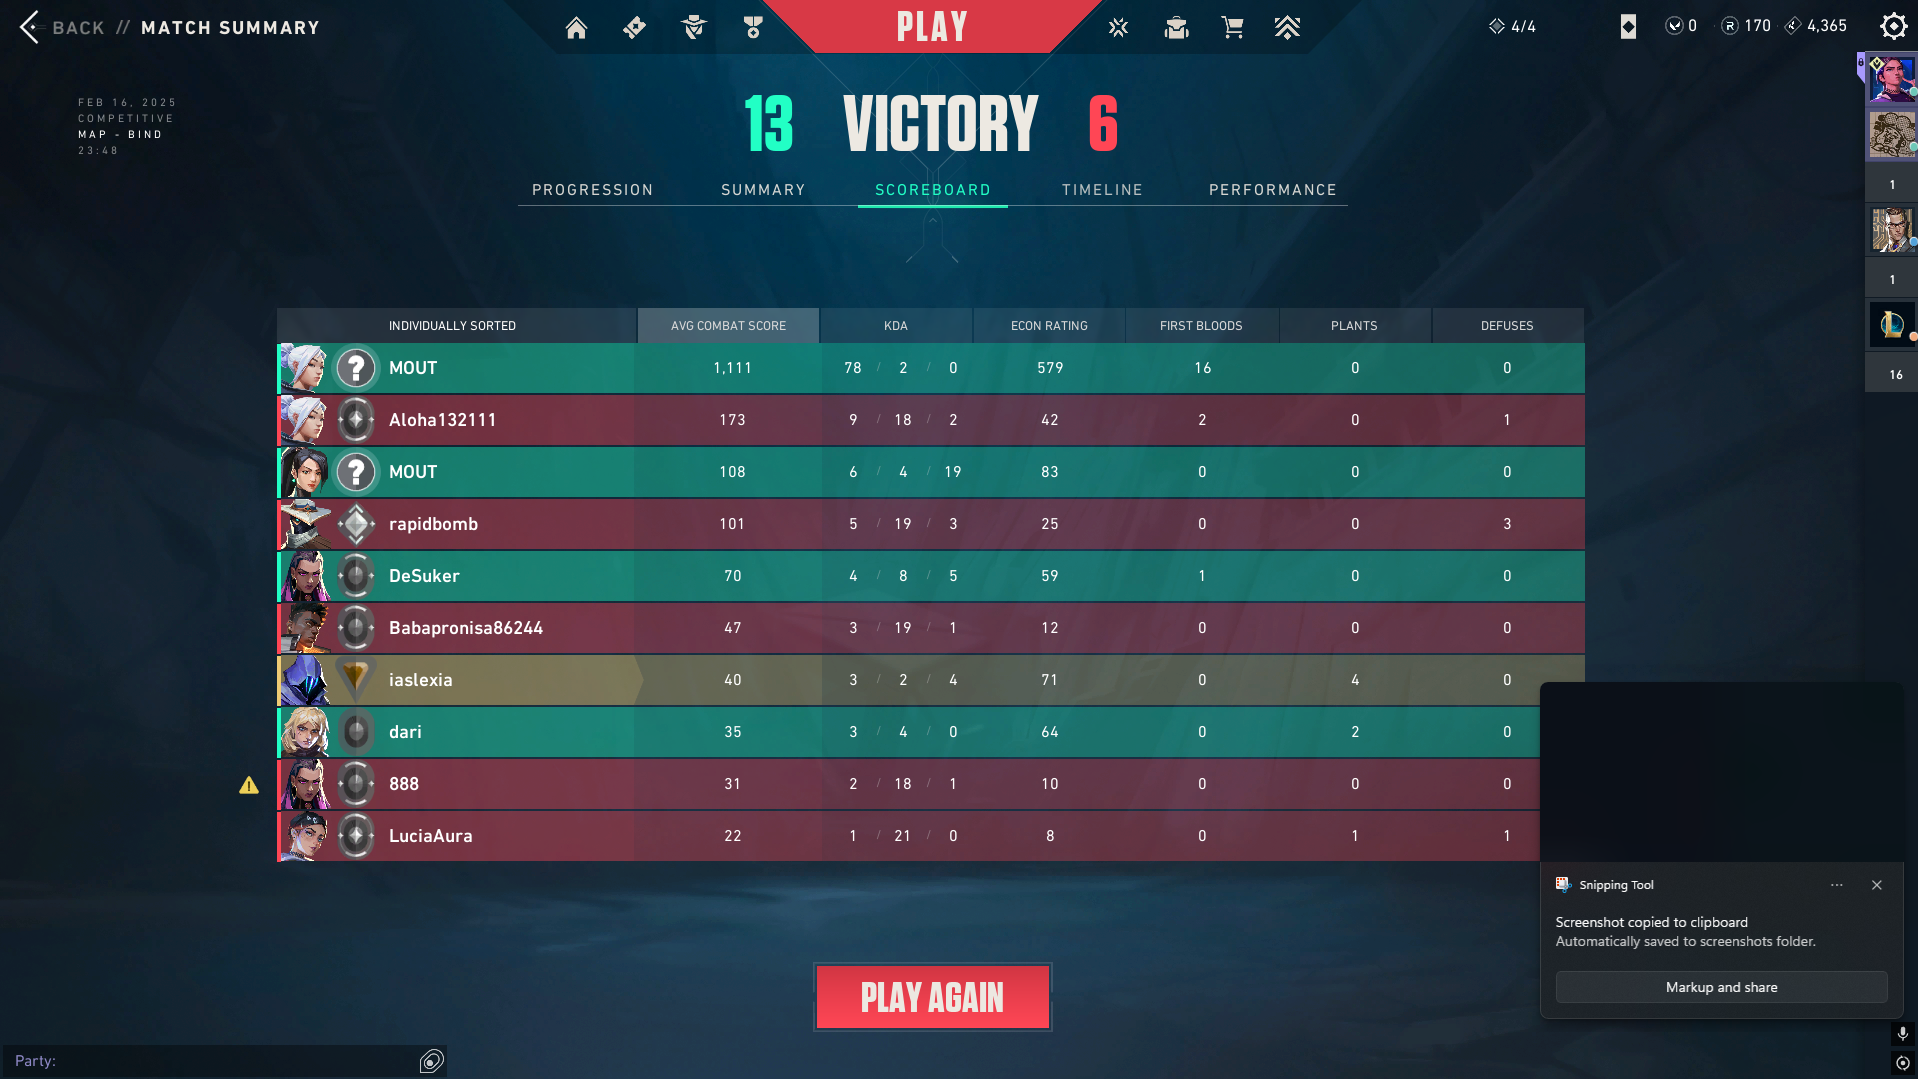 BACK // MATCH SUMMARY
PLAY
4/4
0
170
4,365
FEB 16, 2025
COMPETITIVE
MAP - BIND
23:48
13 VICTORY 6
PROGRESSION SUMMARY SCOREBOARD TIMELINE PERFORMANCE
1
1
16
INDIVIDUALLY SORTED AVG COMBAT SCORE KDA ECON RATING FIRST BLOODS PLANTS DEFUSES
? MOUT 1,111 78 / 2 / 0 579 16 0 0
Aloha132111 173 9 / 18 / 2 42 2 0 1
? MOUT 108 6 / 4 / 19 83 0 0 0
rapidbomb 101 5 / 19 / 3 25 0 0 3
DeSuker 70 4 / 8 / 5 59 1 0 0
Babapronisa86244 47 3 / 19 / 1 12 0 0 0
iaslexia 40 3 / 2 / 4 71 0 4 0
dari 35 3 / 4 / 0 64 0 2 0
888 31 2 / 18 / 1 10 0 0 0
LuciaAura 22 1 / 21 / 0 8 0 1 1
Snipping Tool
Screenshot copied to clipboard
Automatically saved to screenshots folder.
Markup and share
PLAY AGAIN
Party: